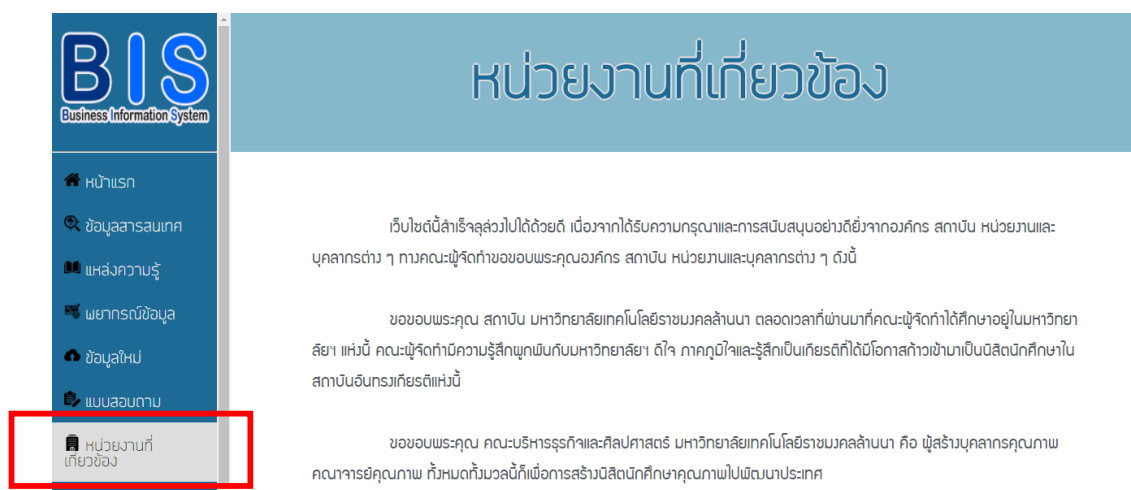 BIS
Business Information System
หน้าแรก
ข้อมูลสารสนเทศ
แหล่งความรู้
พยากรณ์ข้อมูล
ข้อมูลใหม่
แบบสอบถาม
หน่วยงานที่
เกี่ยวข้อง
หน่วยงานที่เกี่ยวข้อง
เว็บไซต์นี้สำเร็จลุล่วงไปได้ด้วยดี เนื่องจากได้รับความกรุณาและการสนับสนุนอย่างดียิ่งจากองค์กร สถาบัน หน่วยงานและ
บุคลากรต่าง ๆ ทางคณะผู้จัดทำขอขอบพระคุณองค์กร สถาบัน หน่วยงานและบุคลากรต่าง ๆ ดังนี้
ขอขอบพระคุณ สถาบัน มหาวิทยาลัยเทคโนโลยีราชมงคลล้านนา ตลอดเวลาที่ผ่านมาที่คณะผู้จัดทำได้ศึกษาอยู่ในมหาวิทยา
ลัยฯ แห่งนี้ คณะผู้จัดทำมีความรู้สึกผูกพันกับมหาวิทยาลัยฯ ดีใจ ภาคภูมิใจและรู้สึกเป็นเกียรติที่ได้มีโอกาสก้าวเข้ามาเป็นนิสิตนักศึกษาใน
สถาบันอันทรงเกียรติแห่งนี้
ขอขอบพระคุณ คณะบริหารธุรกิจและศิลปศาสตร์ มหาวิทยาลัยเทคโนโลยีราชมงคลล้านนา คือ ผู้สร้างบุคลากรคุณภาพ
คณาจารย์คุณภาพ ทั้งหมดทั้งมวลนี้ก็เพื่อการสร้างนิสิตนักศึกษาคุณภาพไปพัฒนาประเทศ